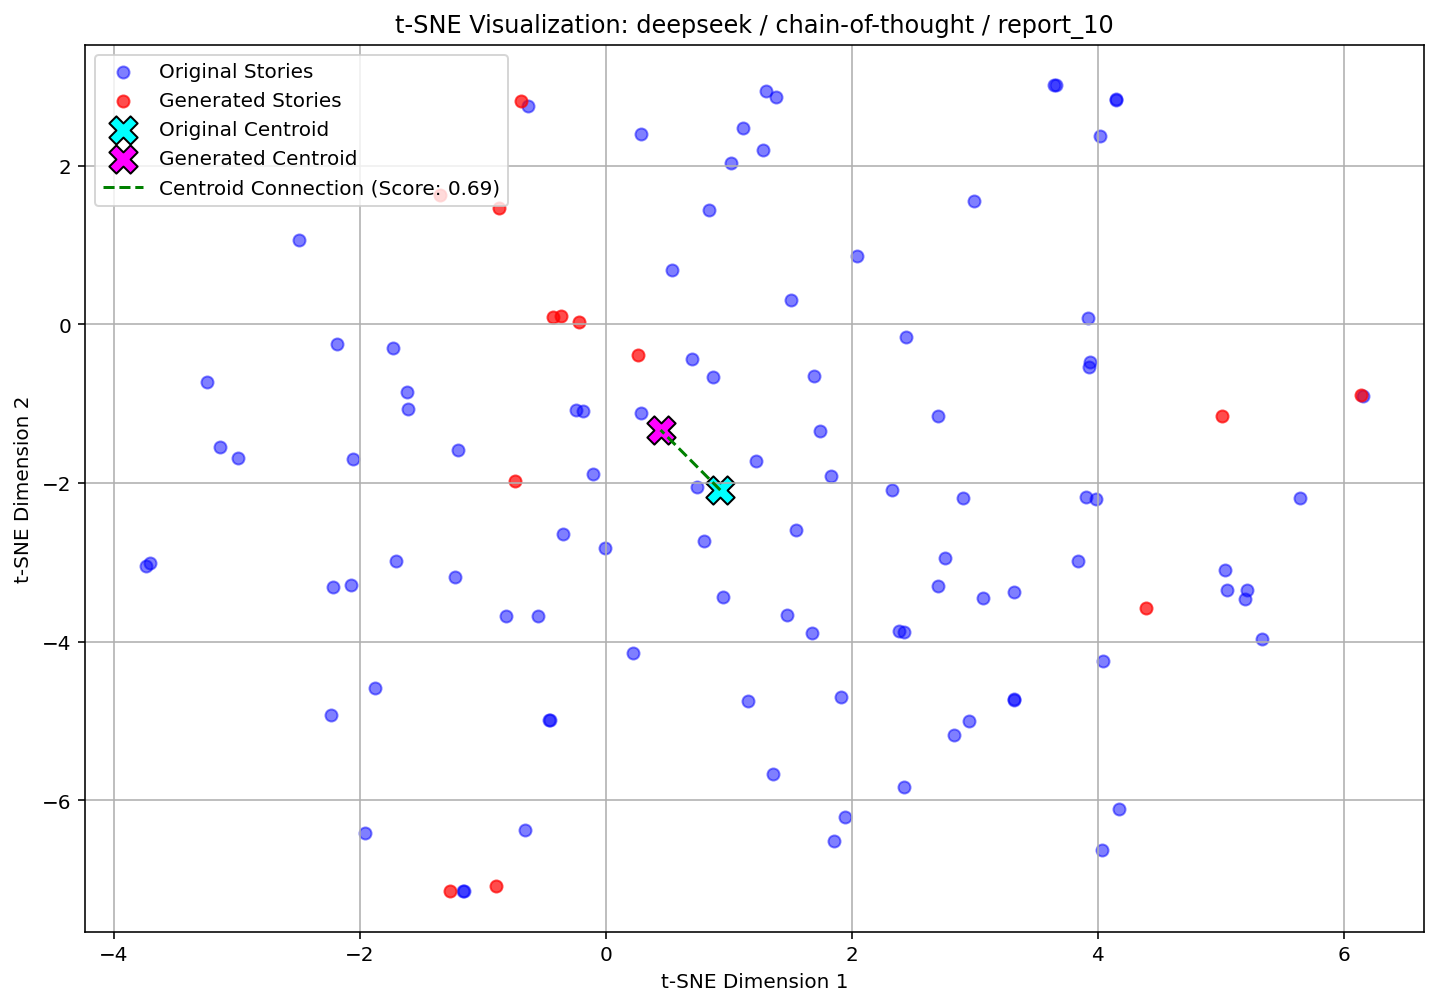 t-SNE Visualization: deepseek / chain-of-thought / report_10
Original Stories
Generated Stories
Original Centroid
Generated Centroid
Centroid Connection (Score: 0.69)
2
0
−2
−4
−6
t-SNE Dimension 2
−4
−2
0
2
4
6
t-SNE Dimension 1